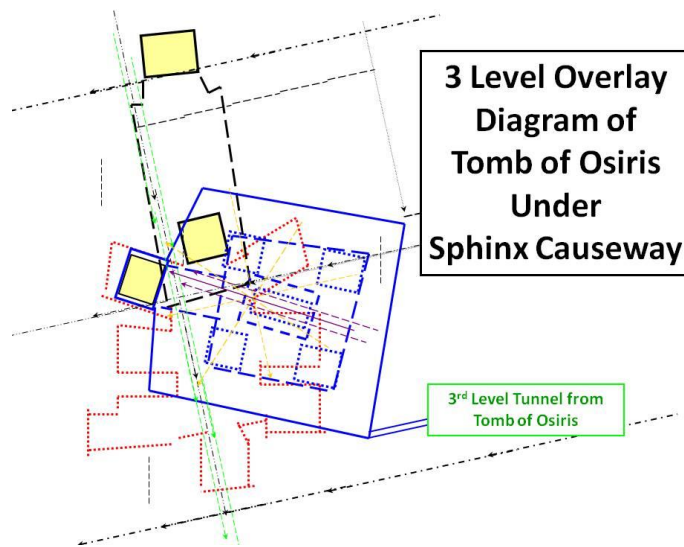 3 Level Overlay
Diagram of
Tomb of Osiris
Under
Sphinx Causeway
3rd Level Tunnel from
Tomb of Osiris